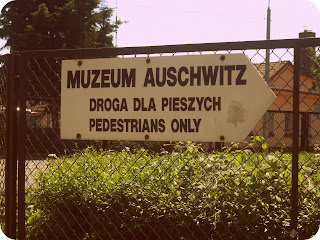 MUZEUM AUSCHWITZ
DROGA DLA PIESZYCH
PEDESTRIANS ONLY